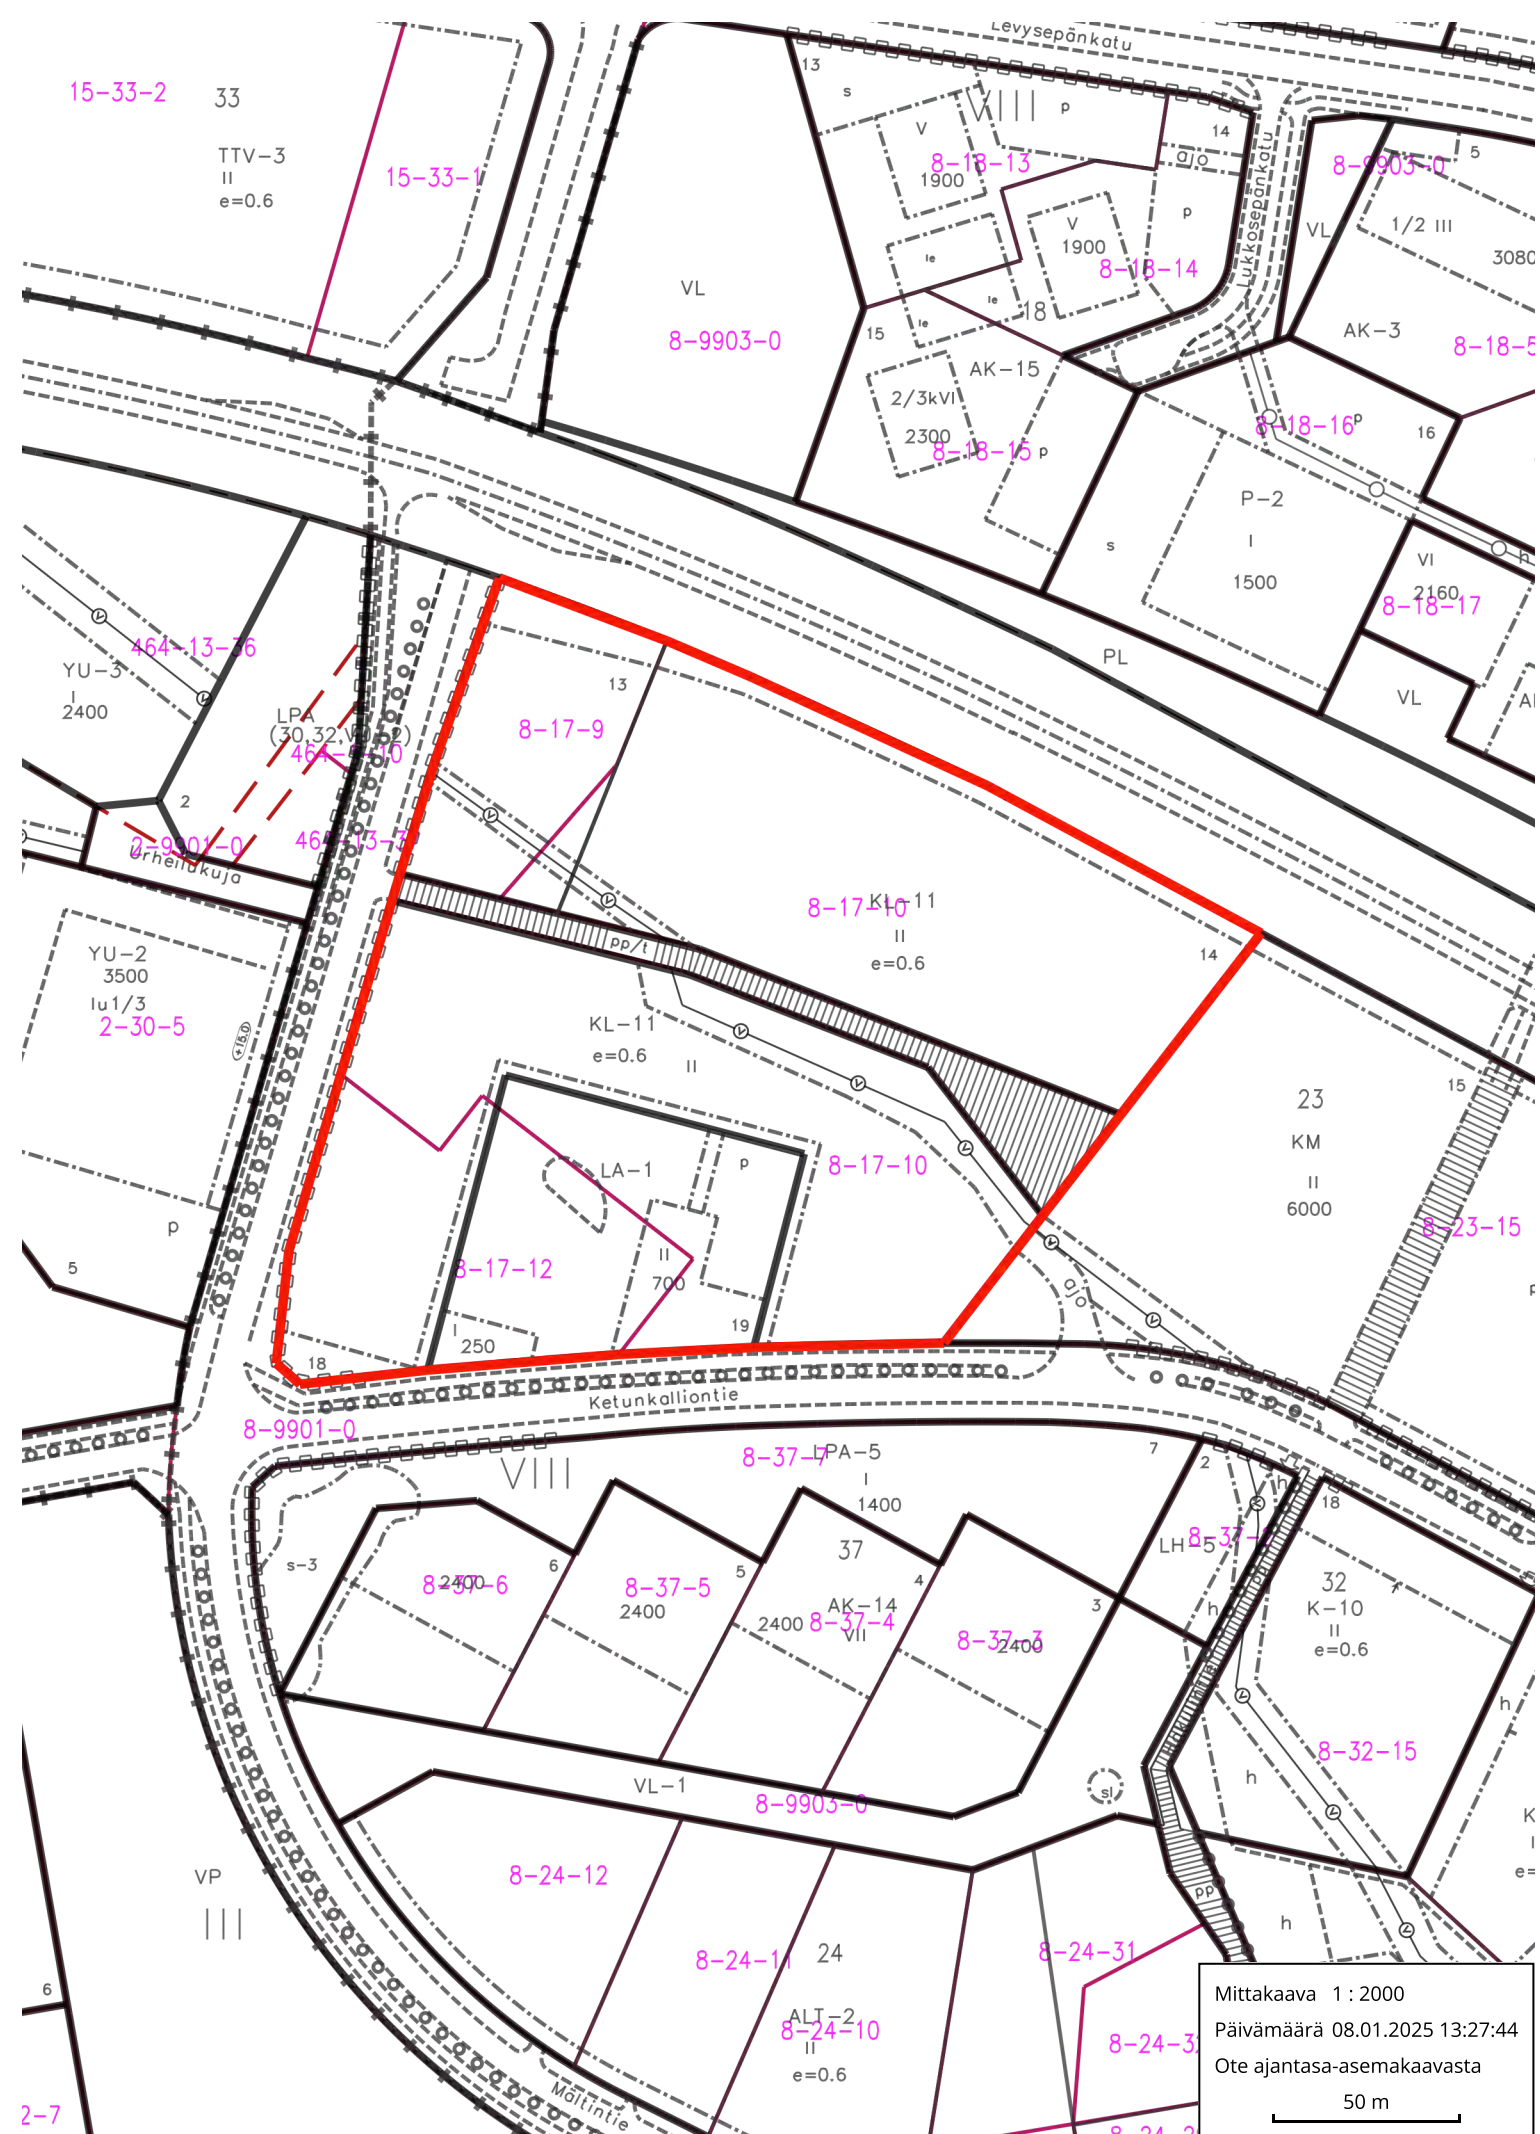 Levysepänkatu
13
s
VIII
p
15-33-2
33
V
14
ajo
5
TTV-3
II
e=0.6
15-33-1
8-18-13
1900
Lukkosepänkatu
8-9903-0
p
V
1900
VL
1/2 III
3080
le
8-18-14
VL
le
18
le
15
8-9903-0
AK-3
8-18-5
AK-15
2/3kVI
2300
8-18-15
p
8-18-16
p
16
P-2
s
I
1500
h
VI
2160
8-18-17
464-13-36
YU-3
I
2400
PL
VL
13
LPA
8-17-9
2
2-9901-0
Urheilukuja
8-17-10
KL-11
II
e=0.6
pp/t
14
YU-2
3500
lu1/3
2-30-5
+15.0
KL-11
e=0.6
II
15
23
KM
II
6000
LA-1
p
8-17-10
8-23-15
p
5
8-17-12
II
700
ajo
I
250
19
18
Ketunkalliontie
8-9901-0
VIII
8-37-7
LPA-5
I
1400
7
2
h
18
37
LH-5
s-3
6
5
4
3
8-37-6
2400
8-37-5
2400
AK-14
2400
8-37-4
VII
8-37-3
2400
h
32
K-10
II
e=0.6
h
8-32-15
h
VL-1
8-9903-0
sl
VP
III
8-24-12
pp
h
24
8-24-11
8-24-31
6
ALT-2
8-24-10
II
e=0.6
Mältintie
2-7
Mittakaava 1 : 2000
Päivämäärä 08.01.2025 13:27:44
Ote ajantasa-asemakaavasta
50 m